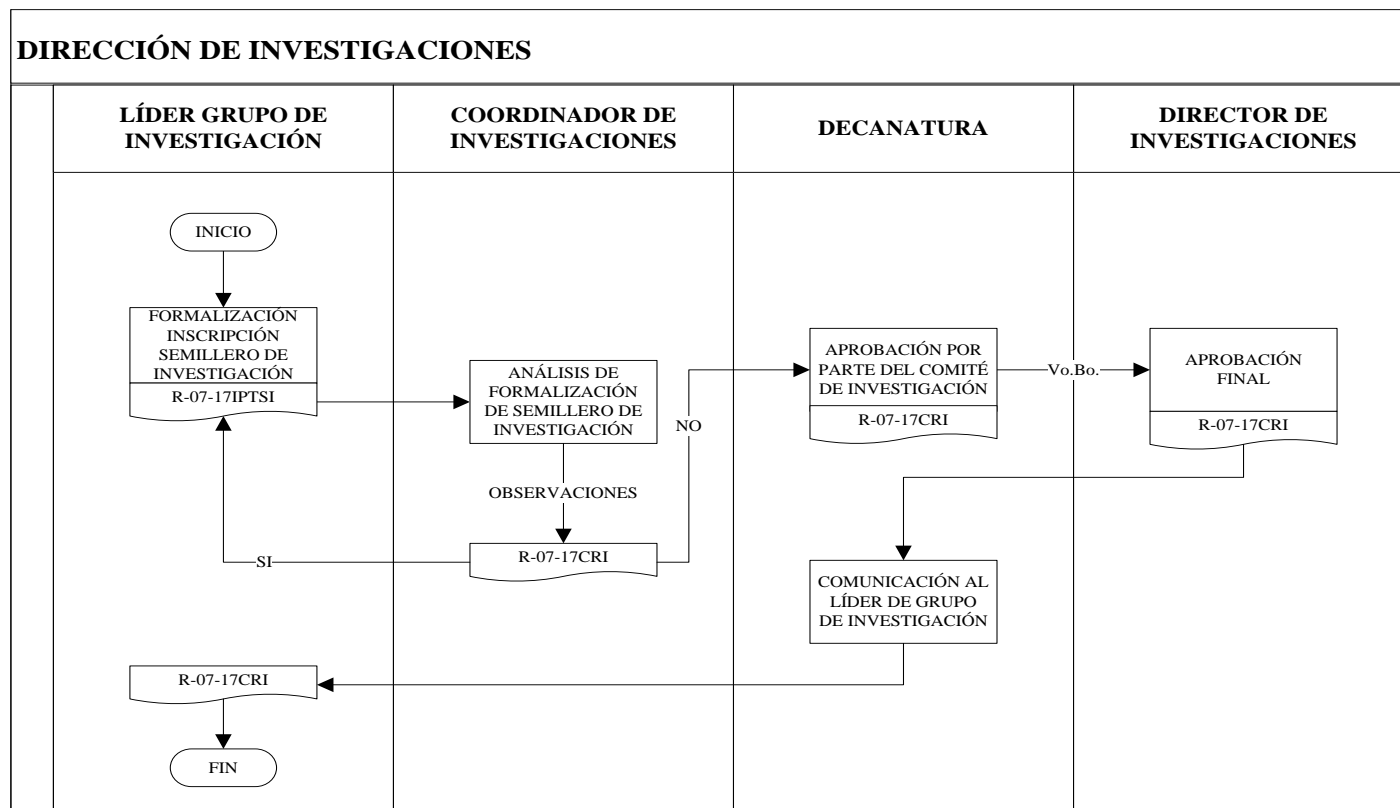 DIRECCIÓN DE INVESTIGACIONES
LÍDER GRUPO DE
INVESTIGACIÓN
COORDINADOR DE
INVESTIGACIONES
DECANATURA
DIRECTOR DE
INVESTIGACIONES
INICIO
FORMALIZACIÓN
INSCRIPCIÓN
SEMILLERO DE
INVESTIGACIÓN
R-07-17IPTSI
ANÁLISIS DE
FORMALIZACIÓN
DE SEMILLERO DE
INVESTIGACIÓN
OBSERVACIONES
R-07-17CRI
SI
NO
APROBACIÓN POR
PARTE DEL COMITÉ
DE INVESTIGACIÓN
R-07-17CRI
Vo.Bo.
APROBACIÓN
FINAL
R-07-17CRI
COMUNICACIÓN AL
LÍDER DE GRUPO
DE INVESTIGACIÓN
R-07-17CRI
FIN